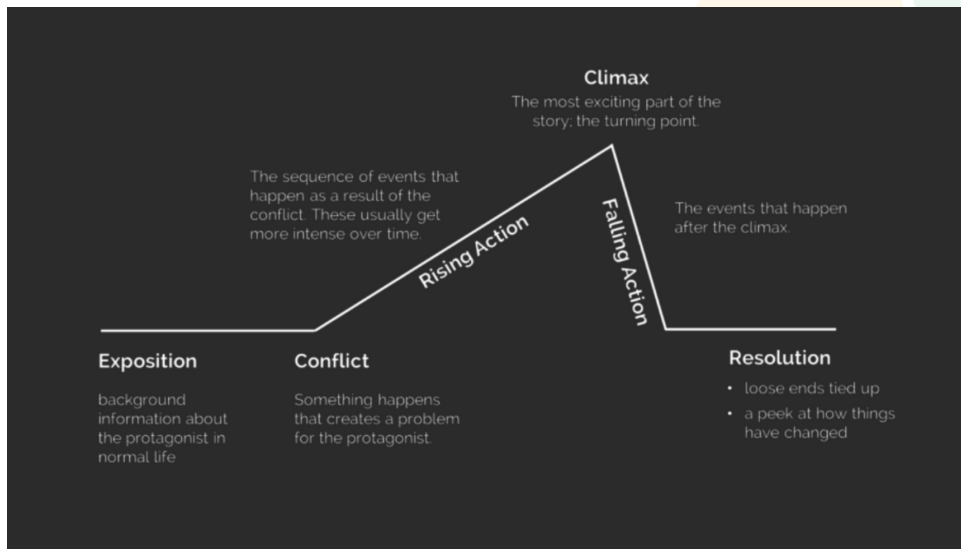 Climax
The most exciting part of the
story; the turning point.
The sequence of events that
happen as a result of the
conflict. These usually get
more intense over time.
Rising Action
Falling Action
The events that happen
after the climax.
Exposition
background
information about
the protagonist in
normal life
Conflict
Something happens
that creates a problem
for the protagonist.
Resolution
• loose ends tied up
• a peek at how things
have changed